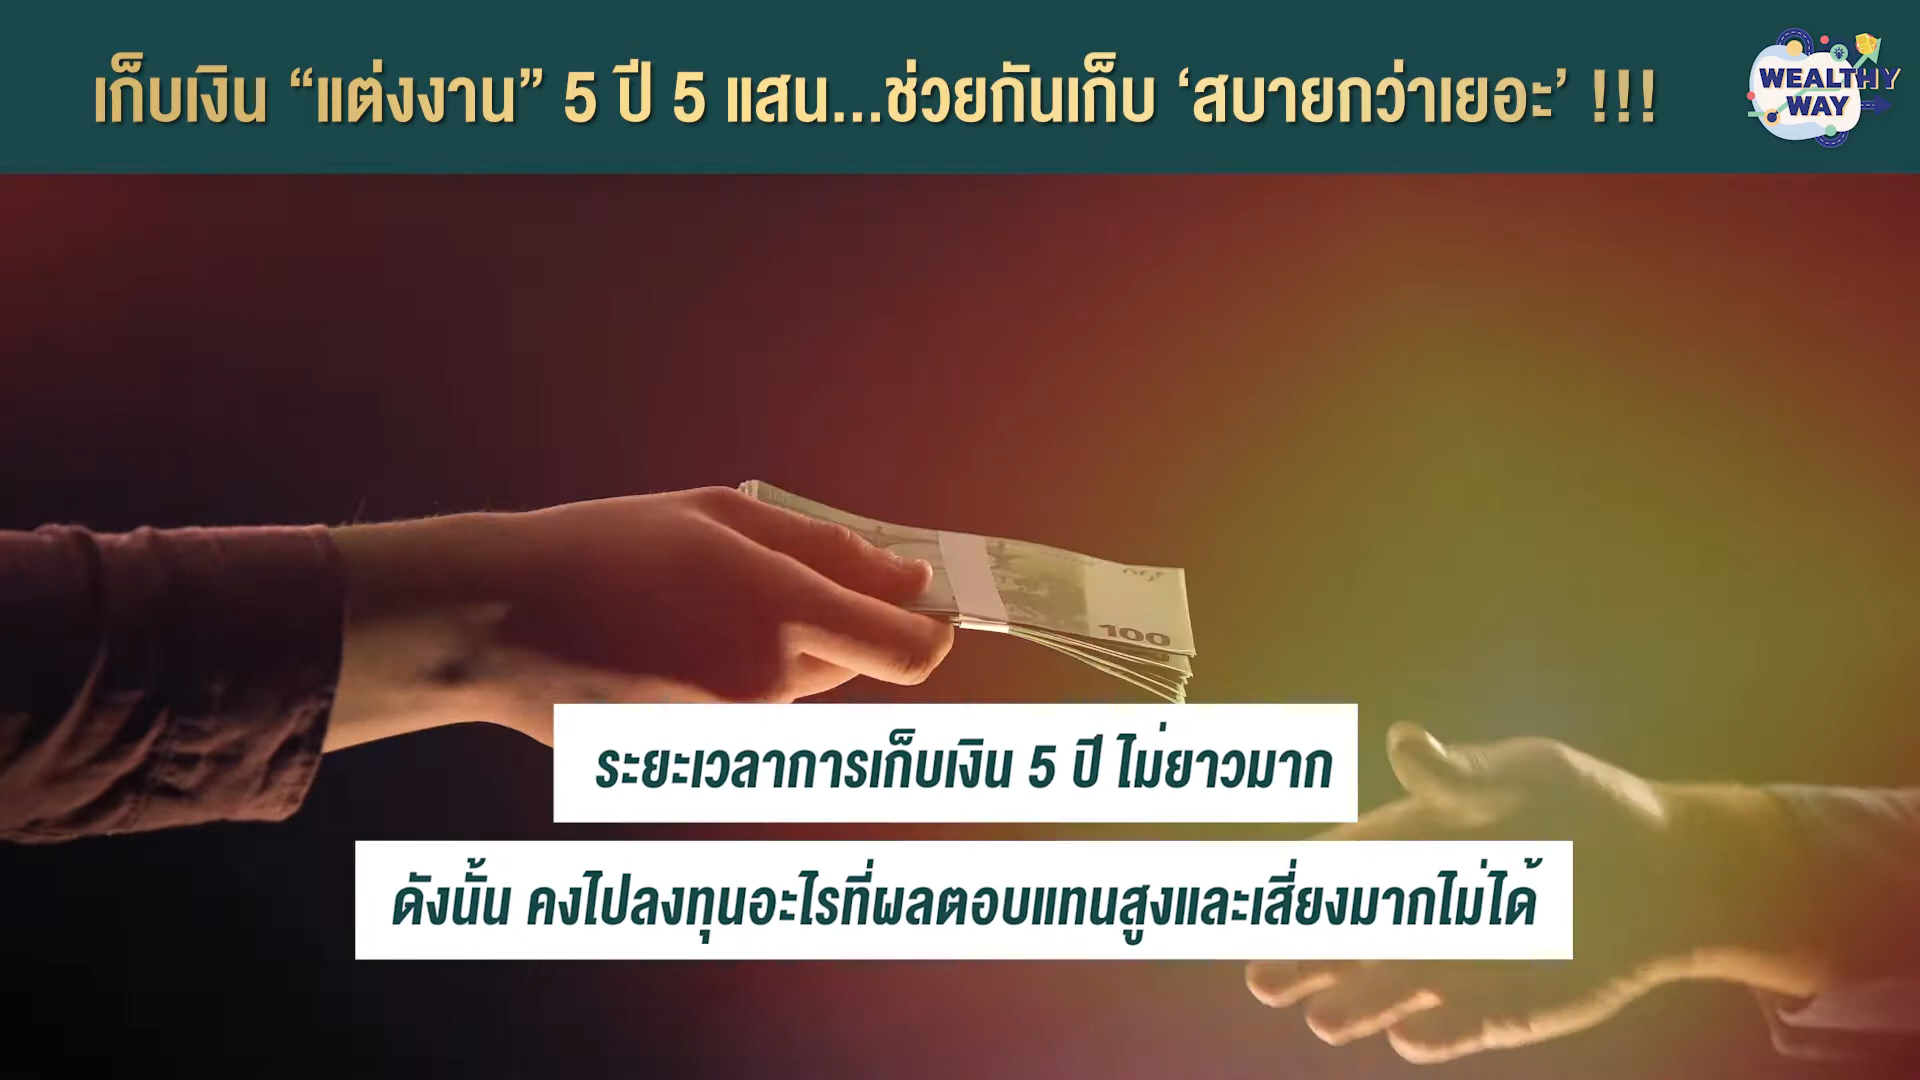 เก็บเงิน “แต่งงาน” 5 ปี 5 แสน...ช่วยกันเก็บ ‘สบายกว่าเยอะ’ !!!
WEALTHY
WAY
100
ระยะเวลาการเก็บเงิน 5 ปี ไม่ยาวมาก
ดังนั้น คงไปลงทุนอะไรที่ผลตอบแทนสูงและเสี่ยงมากไม่ได้